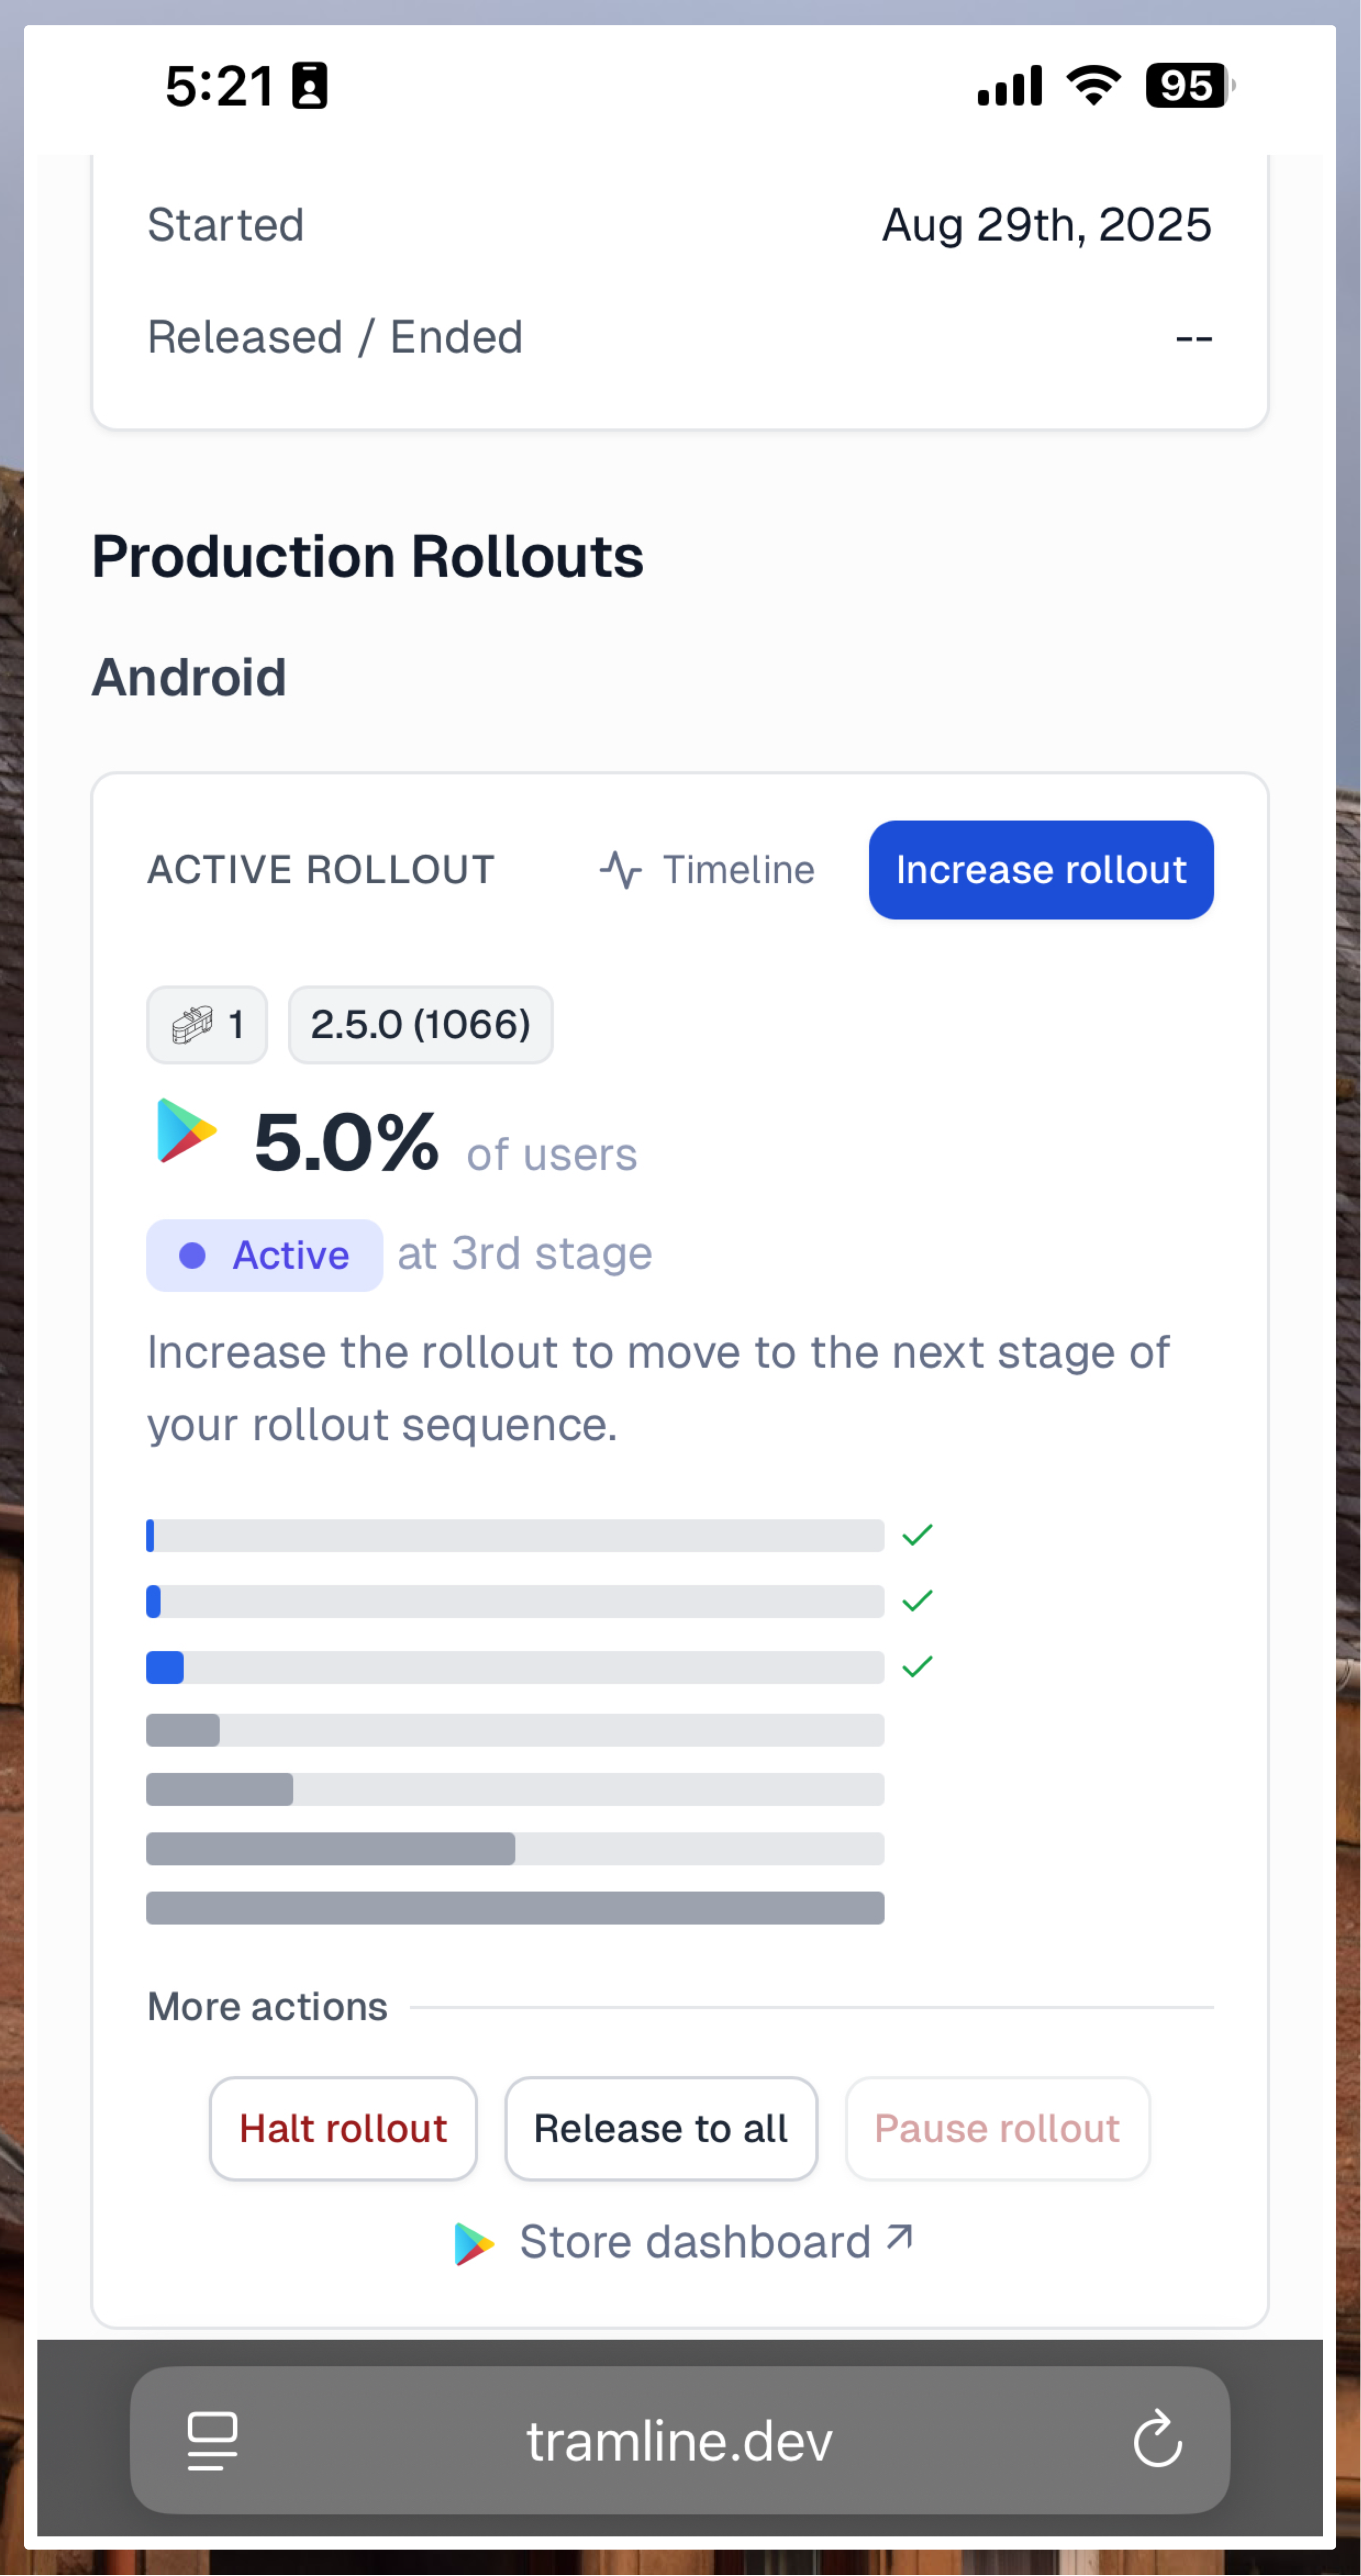 5:21
95
Started Aug 29th, 2025
Released / Ended --
Production Rollouts
Android
ACTIVE ROLLOUT Timeline Increase rollout
1 2.5.0 (1066)
5.0% of users
Active at 3rd stage
Increase the rollout to move to the next stage of
your rollout sequence.
More actions
Halt rollout Release to all Pause rollout
Store dashboard
tramline.dev